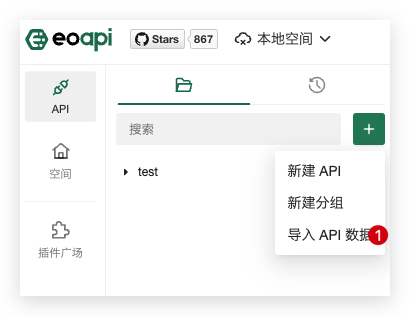 eoapi
Stars 867
本地空间
API
空间
插件广场
搜索
+
test
新建 API
新建分组
导入 API 数据
1